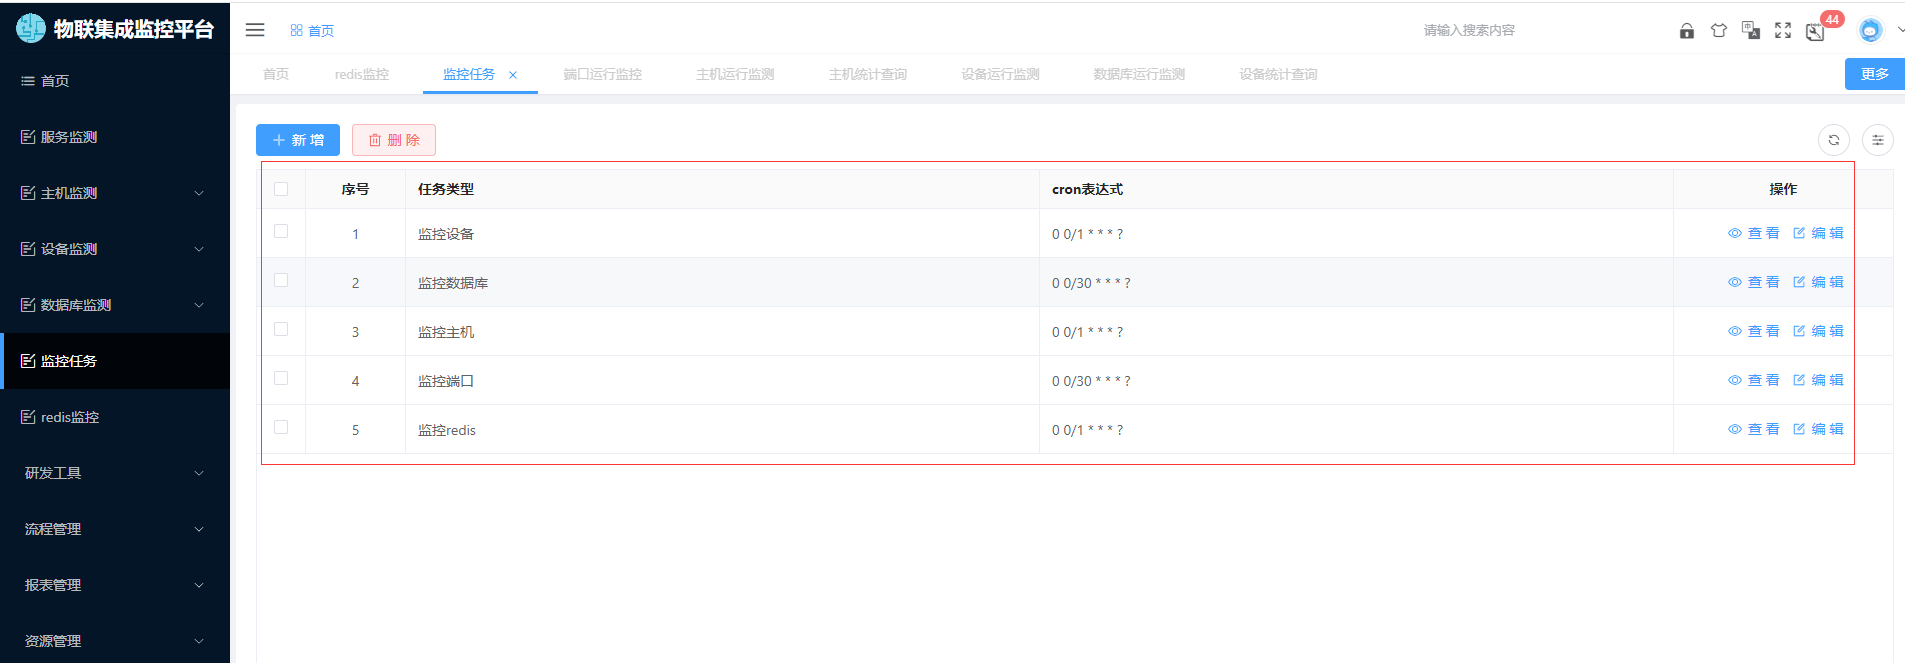 物联集成监控平台
首页
服务监测
主机监测
设备监测
数据库监测
监控任务
redis监控
研发工具
流程管理
报表管理
资源管理
首页 请输入搜索内容 44
首页 redis监控 监控任务 端口运行监控 主机运行监测 主机统计查询 设备运行监测 数据库运行监测 设备统计查询 更多
新增 删除
序号 任务类型 cron表达式 操作
1 监控设备 0 0/1 * * * ? 查看 编辑
2 监控数据库 0 0/30 * * * ? 查看 编辑
3 监控主机 0 0/1 * * * ? 查看 编辑
4 监控端口 0 0/30 * * * ? 查看 编辑
5 监控redis 0 0/1 * * * ? 查看 编辑